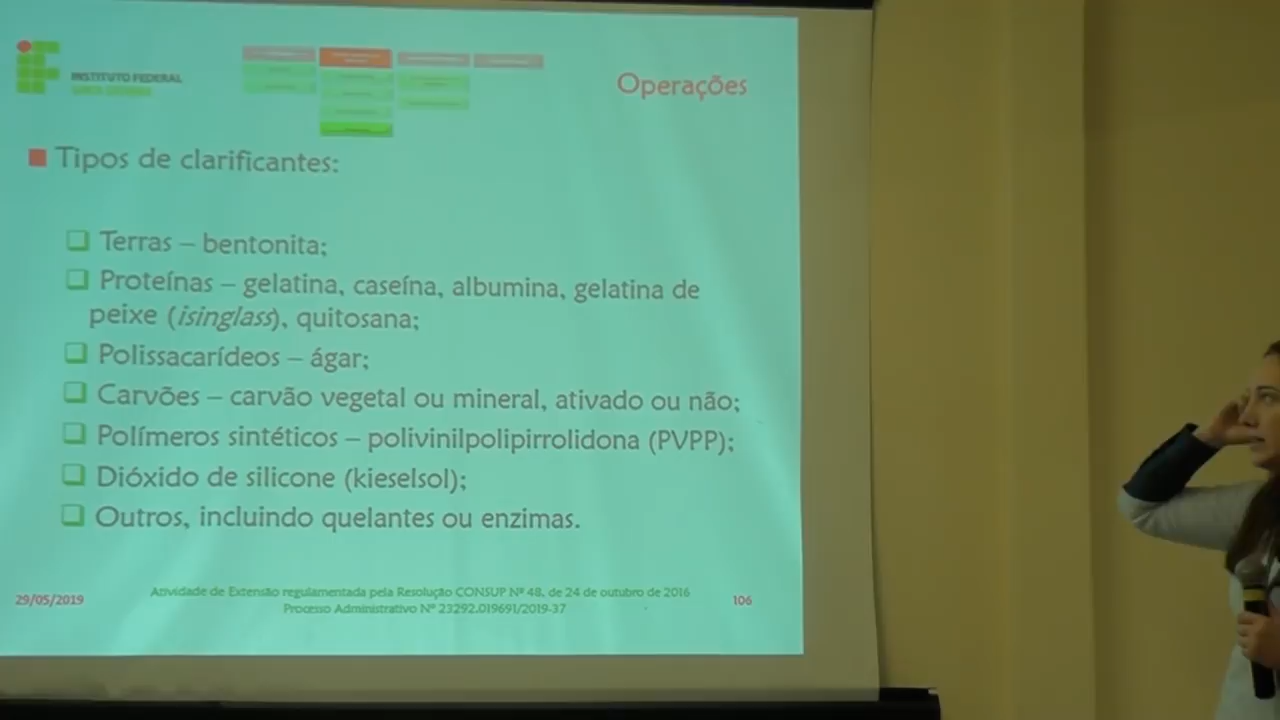 INSTITUTO FEDERAL
Operações
Tipos de clarificantes:
Terras – bentonita;
Proteínas – gelatina, caseína, albumina, gelatina de
peixe (isinglass), quitosana;
Polissacarídeos – ágar;
Carvões – carvão vegetal ou mineral, ativado ou não;
Polímeros sintéticos – polivinilpolipirrolidona (PVPP);
Dióxido de silicone (kieselsol);
Outros, incluindo quelantes ou enzimas.
29/05/2019
Atividade de Extensão regulamentada pela Resolução CONSUP Nº 48, de 24 de outubro de 2016
Processo Administrativo Nº 23292.019691/2019-37
106